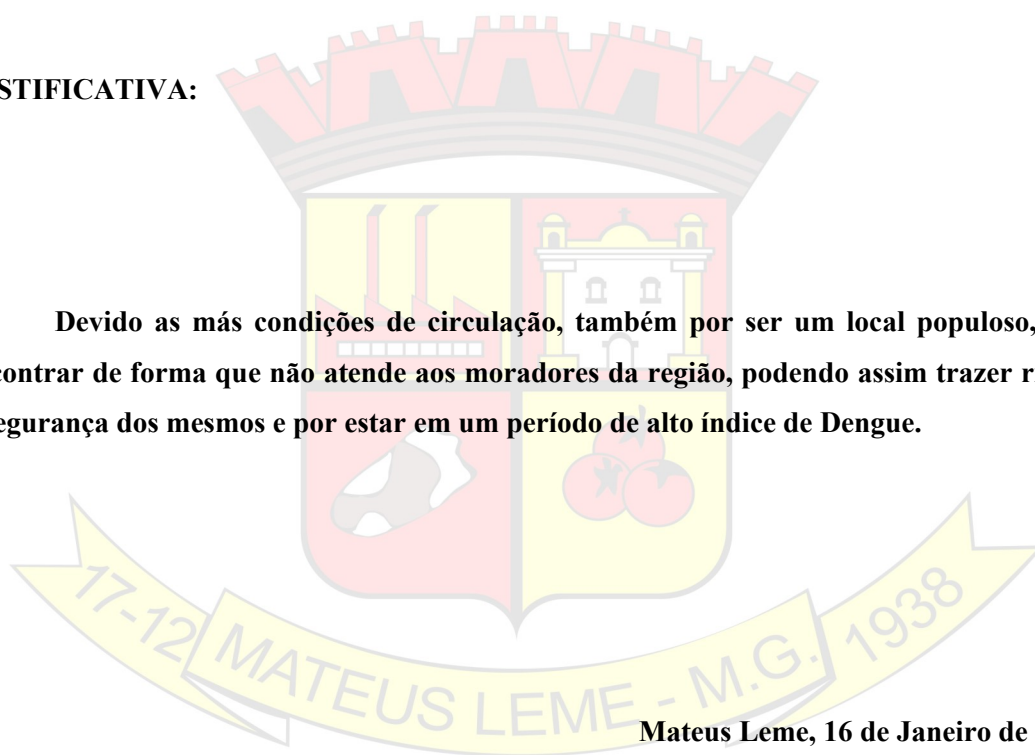 STIFICATIVA:
Devido as más condições de circulação, também por ser um local populoso,
contrar de forma que não atende aos moradores da região, podendo assim trazer r
egurança dos mesmos e por estar em um período de alto índice de Dengue.
17-12 MATEUS LEME - M.G. 1938
Mateus Leme, 16 de Janeiro de